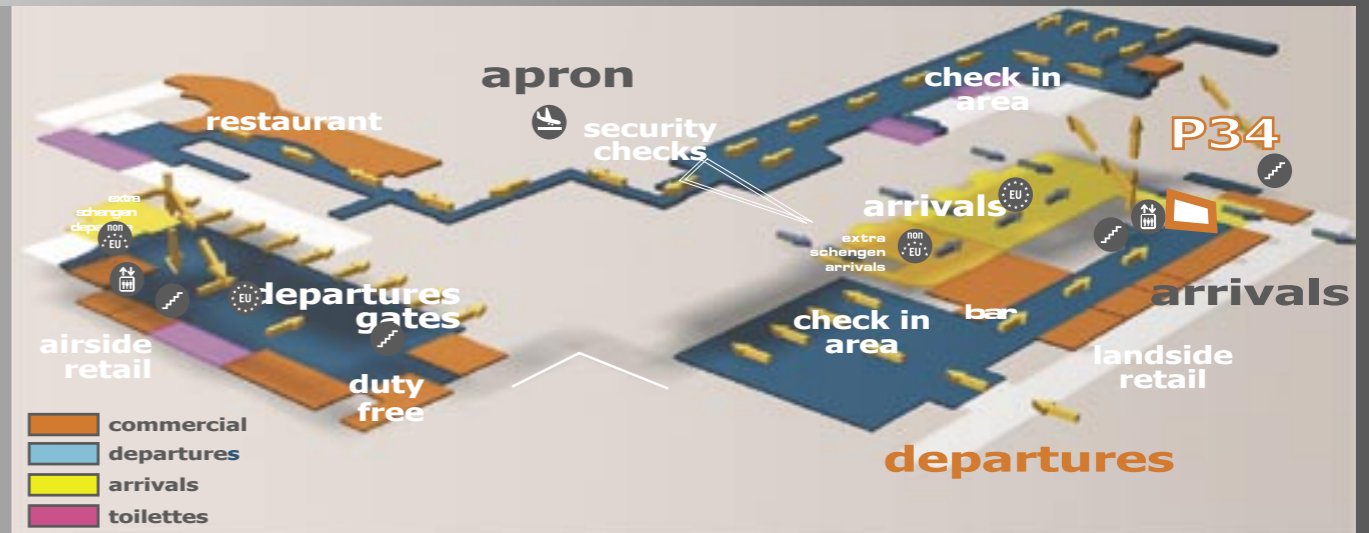 apron
check in
area
restaurant
security
checks
P34
arrivals
EU
extra
schengen
arrivals
non
EU
extra
schengen
non
EU
departures
gates
EU
arrivals
bar
check in
area
airside
retail
landside
retail
duty
free
commercial
departures
arrivals
toilettes
departures